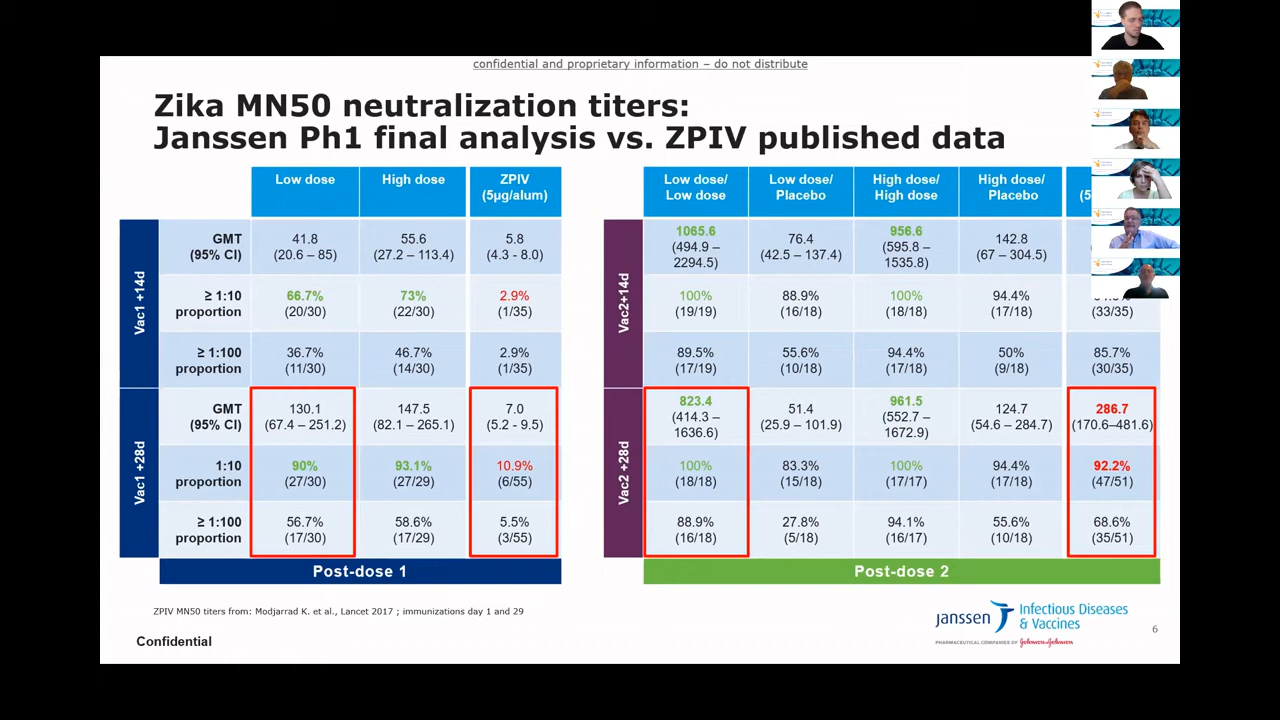 confidential and proprietary information – do not distribute
Zika MN50 neutralization titers:
Janssen Ph1 final analysis vs. ZPIV published data
Low dose
High dose
ZPIV
(5µg/alum)
Vac1 +14d
GMT
(95% CI)
41.8
(20.6 – 85)
55.6
(27.2 – 113.4)
5.8
(4.3 - 8.0)
≥ 1:10
proportion
66.7%
(20/30)
73%
(22/30)
2.9%
(1/35)
≥ 1:100
proportion
36.7%
(11/30)
46.7%
(14/30)
2.9%
(1/35)
Vac1 +28d
GMT
(95% CI)
130.1
(67.4 – 251.2)
147.5
(82.1 – 265.1)
7.0
(5.2 - 9.5)
1:10
proportion
90%
(27/30)
93.1%
(27/29)
10.9%
(6/55)
≥ 1:100
proportion
56.7%
(17/30)
58.6%
(17/29)
5.5%
(3/55)
Post-dose 1
Low dose/
Low dose
Low dose/
Placebo
High dose/
High dose
High dose/
Placebo
(5
Vac2+14d
1065.6
(494.9 –
2294.5)
76.4
(42.5 – 137.4)
956.6
(595.8 –
1535.8)
142.8
(67 – 304.5)
100%
(19/19)
88.9%
(16/18)
100%
(18/18)
94.4%
(17/18)
(33/35)
89.5%
(17/19)
55.6%
(10/18)
94.4%
(17/18)
50%
(9/18)
85.7%
(30/35)
Vac2 +28d
823.4
(414.3 –
1636.6)
51.4
(25.9 – 101.9)
961.5
(552.7 –
1672.9)
124.7
(54.6 – 284.7)
286.7
(170.6–481.6)
100%
(18/18)
83.3%
(15/18)
100%
(17/17)
94.4%
(17/18)
92.2%
(47/51)
88.9%
(16/18)
27.8%
(5/18)
94.1%
(16/17)
55.6%
(10/18)
68.6%
(35/51)
Post-dose 2
ZPIV MN50 titers from: Modjarrad K. et al., Lancet 2017 ; immunizations day 1 and 29
Confidential
janssen
Infectious Diseases
& Vaccines
PHARMACEUTICAL COMPANIES OF Johnson&Johnson
6